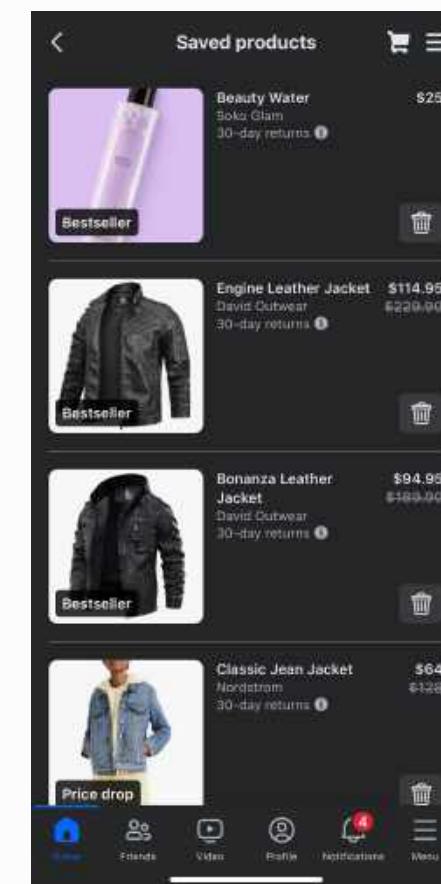 Saved products
Beauty Water $25
Soko Glam
30-day returns
Bestseller
Engine Leather Jacket $114.95
David Outwear $229.90
30-day returns
Bestseller
Bonanza Leather $94.95
Jacket $189.90
David Outwear
30-day returns
Bestseller
Classic Jean Jacket $64
Nordstrom $128
30-day returns
Price drop
4
Home Friends Video Profile Notifications Menu